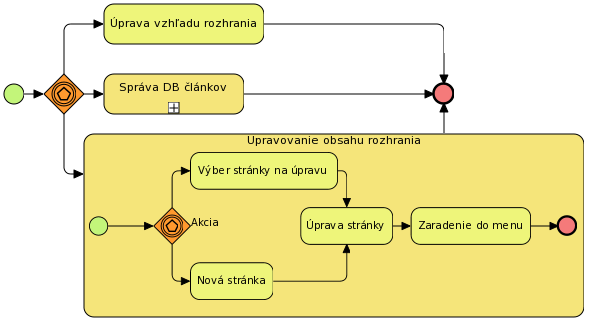 Úprava vzhľadu rozhrania
Správa DB článkov
Upravovanie obsahu rozhrania
Výber stránky na úpravu
Akcia
Úprava stránky
Zaradenie do menu
Nová stránka